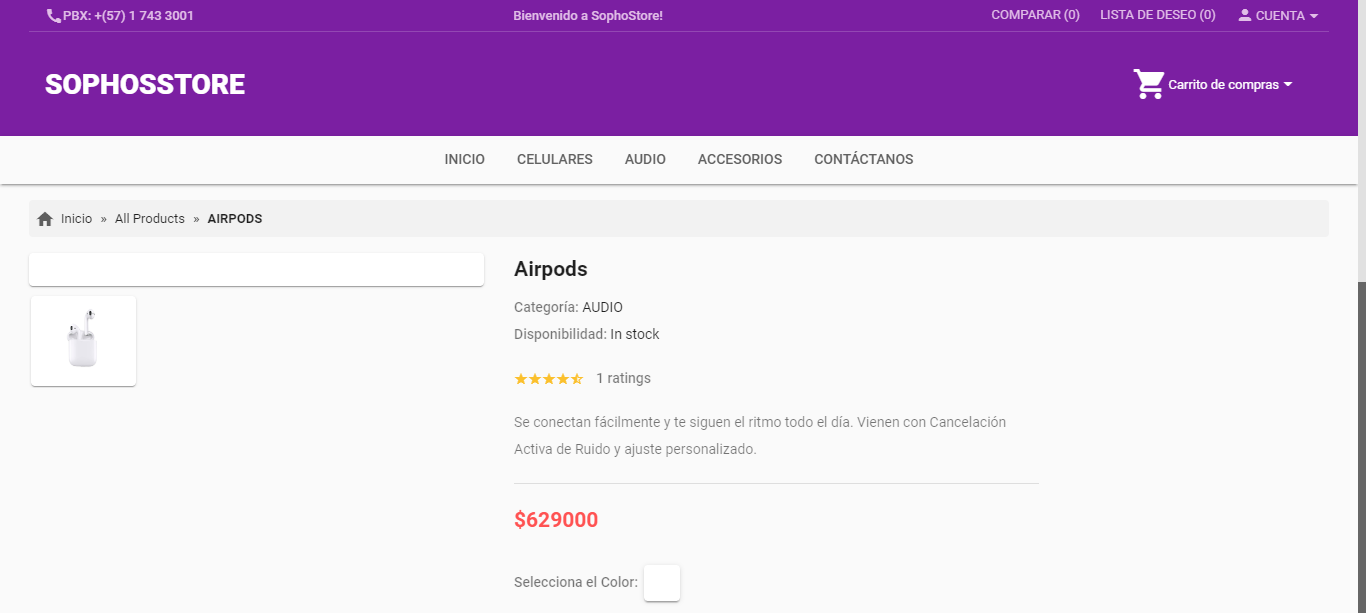 PBX: +(57) 1 743 3001
Bienvenido a SophoStore!
COMPARAR (0)
LISTA DE DESEO (0)
CUENTA
SOPHOSSTORE
Carrito de compras
INICIO
CELULARES
AUDIO
ACCESORIOS
CONTÁCTANOS
Inicio » All Products » AIRPODS
Airpods
Categoría: AUDIO
Disponibilidad: In stock
1 ratings
Se conectan fácilmente y te siguen el ritmo todo el día. Vienen con Cancelación
Activa de Ruido y ajuste personalizado.
$629000
Selecciona el Color: